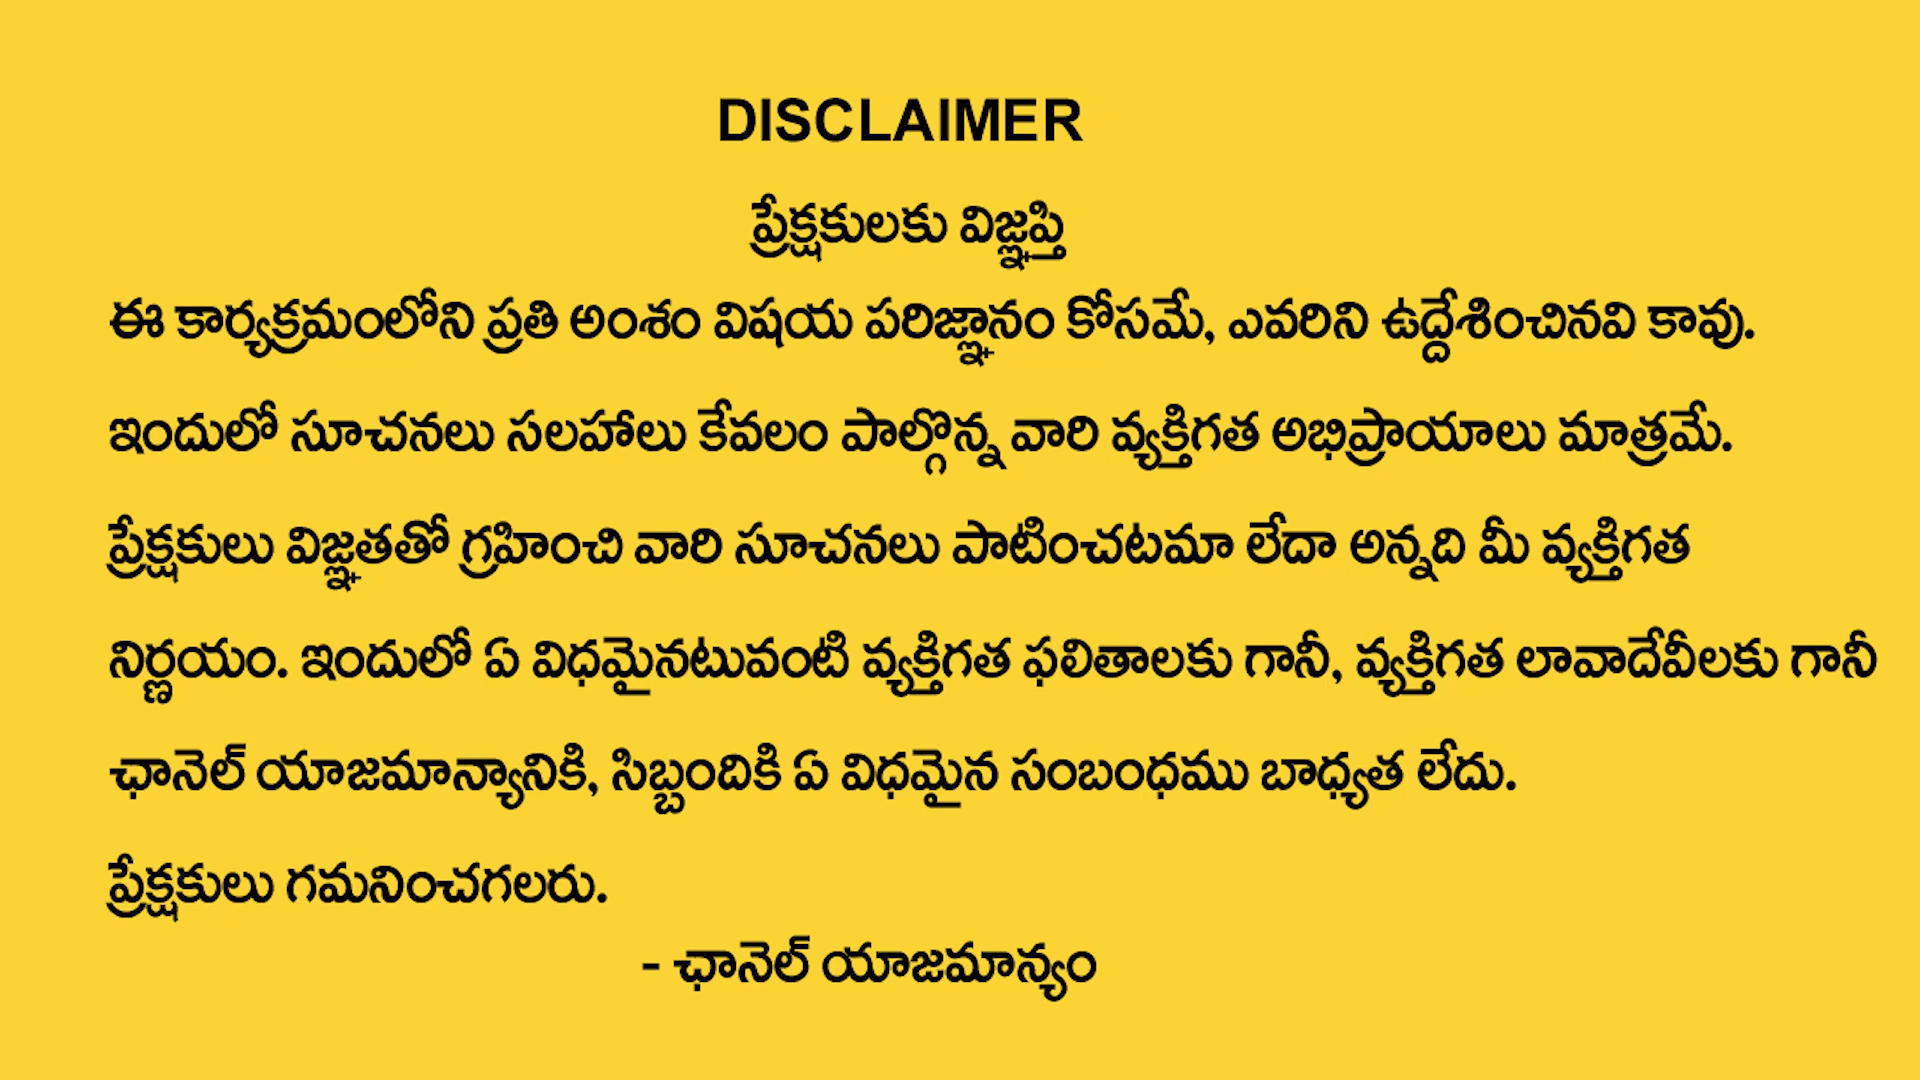 DISCLAIMER
ప్రేక్షకులకు విజ్ఞప్తి
ఈ కార్యక్రమంలోని ప్రతి అంశం విషయ పరిజ్ఞానం కోసమే, ఎవరిని ఉద్దేశించినవి కావు.
ఇందులో సూచనలు సలహాలు కేవలం పాల్గొన్న వారి వ్యక్తిగత అభిప్రాయాలు మాత్రమే.
ప్రేక్షకులు విజ్ఞతతో గ్రహించి వారి సూచనలు పాటించటమా లేదా అన్నది మీ వ్యక్తిగత
నిర్ణయం. ఇందులో ఏ విధమైనటువంటి వ్యక్తిగత ఫలితాలకు గానీ, వ్యక్తిగత లావాదేవీలకు గానీ
ఛానెల్ యాజమాన్యానికి, సిబ్బందికి ఏ విధమైన సంబంధము బాధ్యత లేదు.
ప్రేక్షకులు గమనించగలరు.
- ఛానెల్ యాజమాన్యం